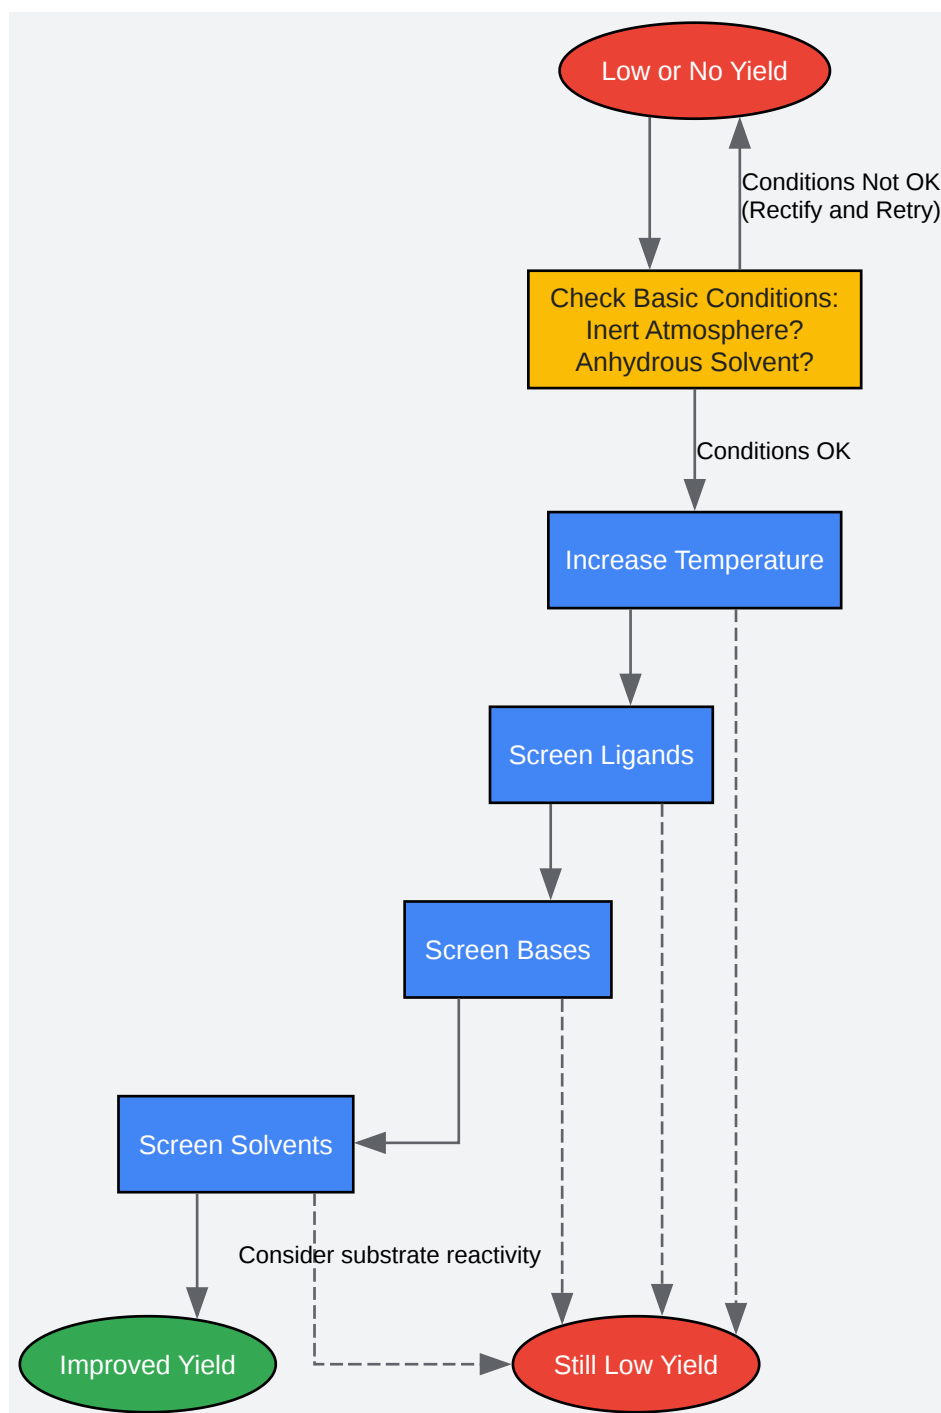 Low or No Yield
Conditions Not OK
(Rectify and Retry)
Check Basic Conditions:
Inert Atmosphere?
Anhydrous Solvent?
Conditions OK
Increase Temperature
Screen Ligands
Screen Bases
Screen Solvents
Consider substrate reactivity
Improved Yield
Still Low Yield